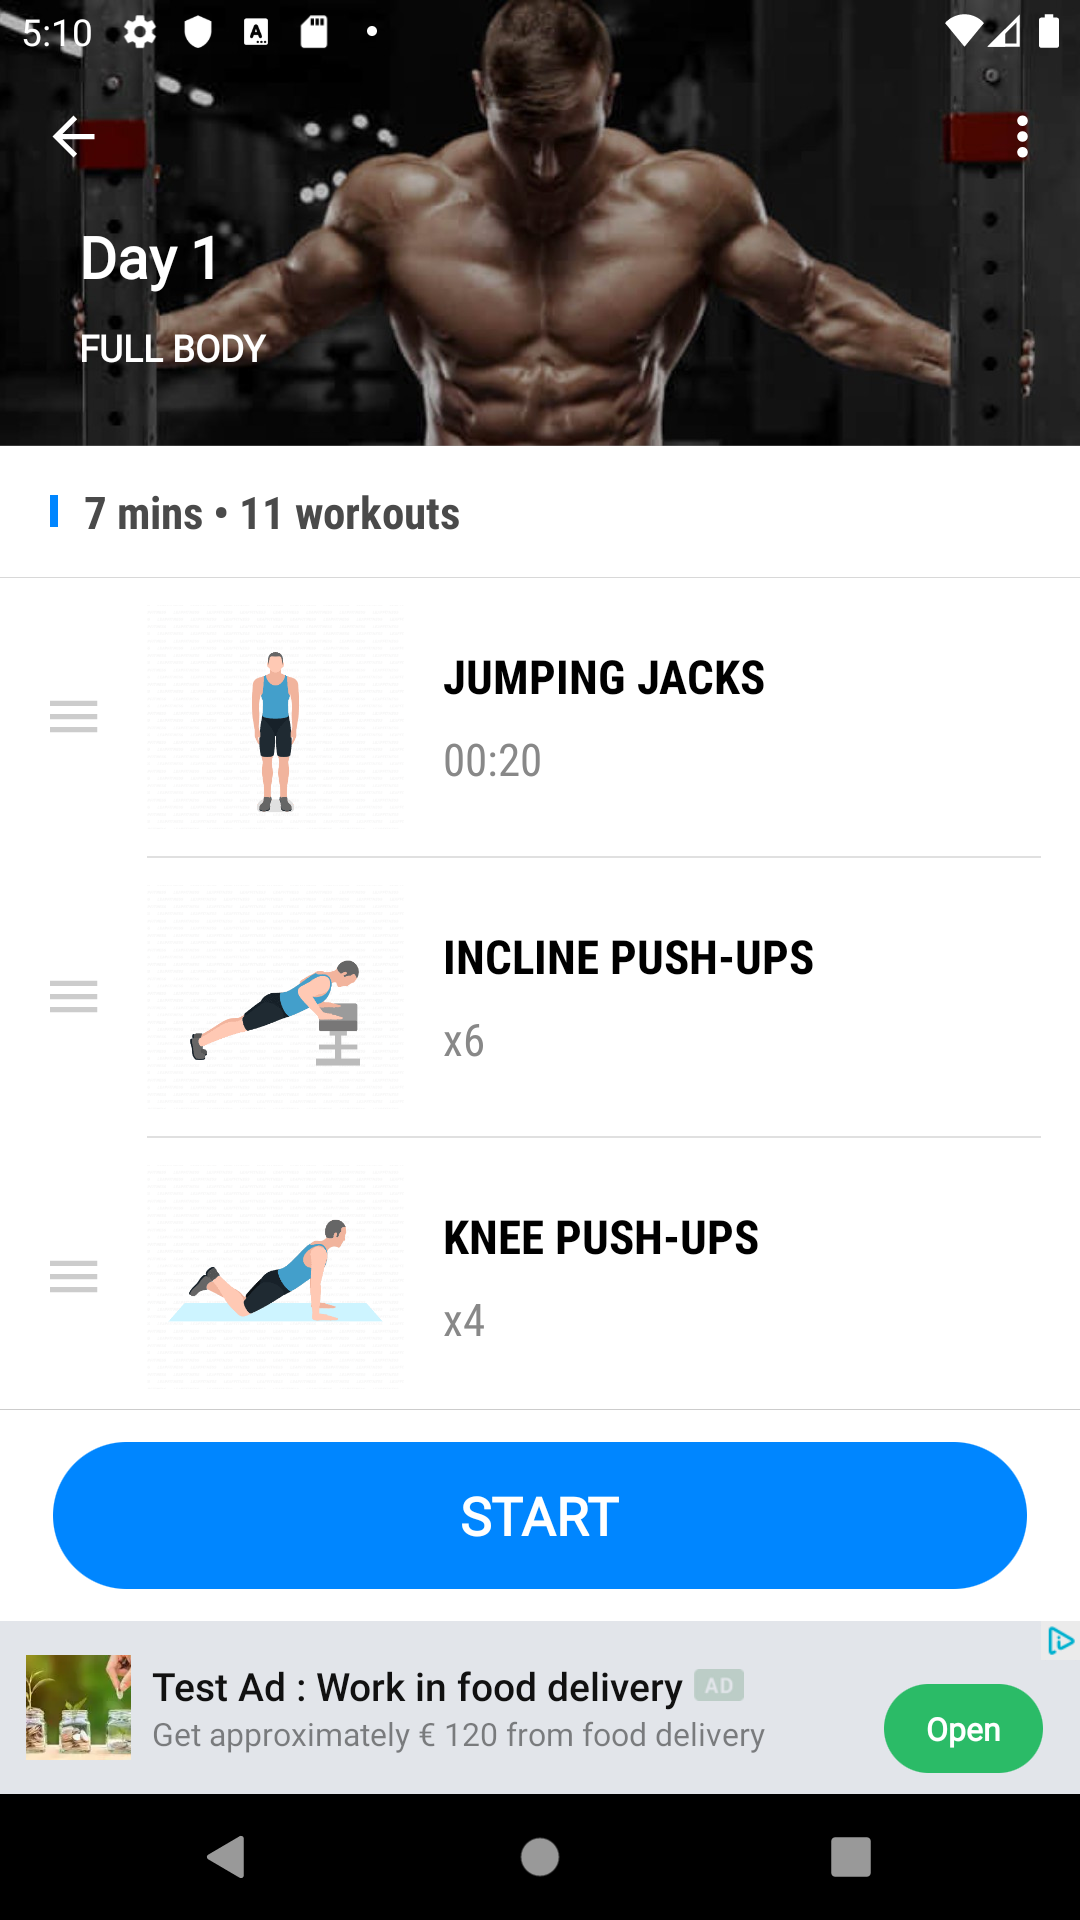 5:10
Day 1
FULL BODY
7 mins • 11 workouts
JUMPING JACKS
00:20
INCLINE PUSH-UPS
x6
KNEE PUSH-UPS
x4
START
Test Ad : Work in food delivery AD
Get approximately € 120 from food delivery
Open